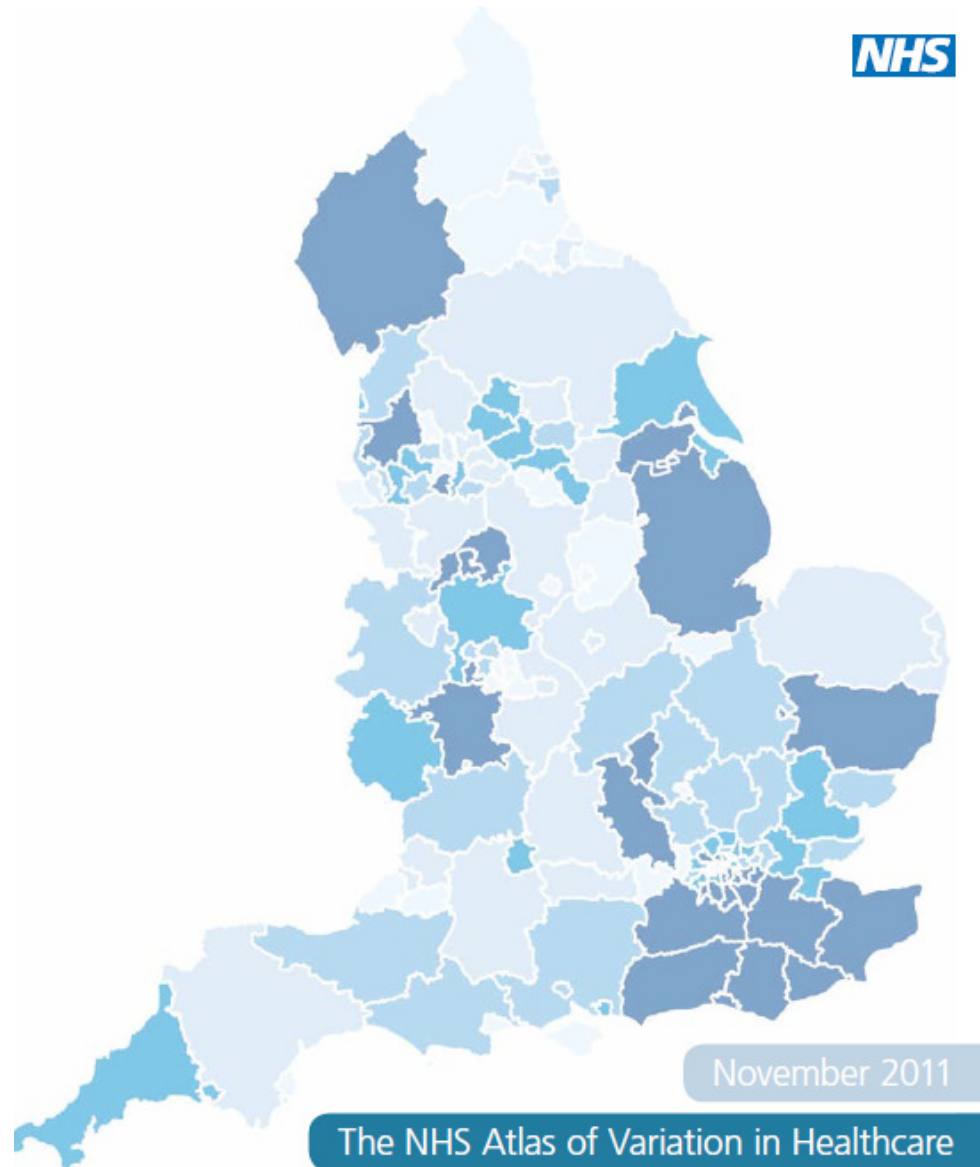 NHS
November 2011
The NHS Atlas of Variation in Healthcare